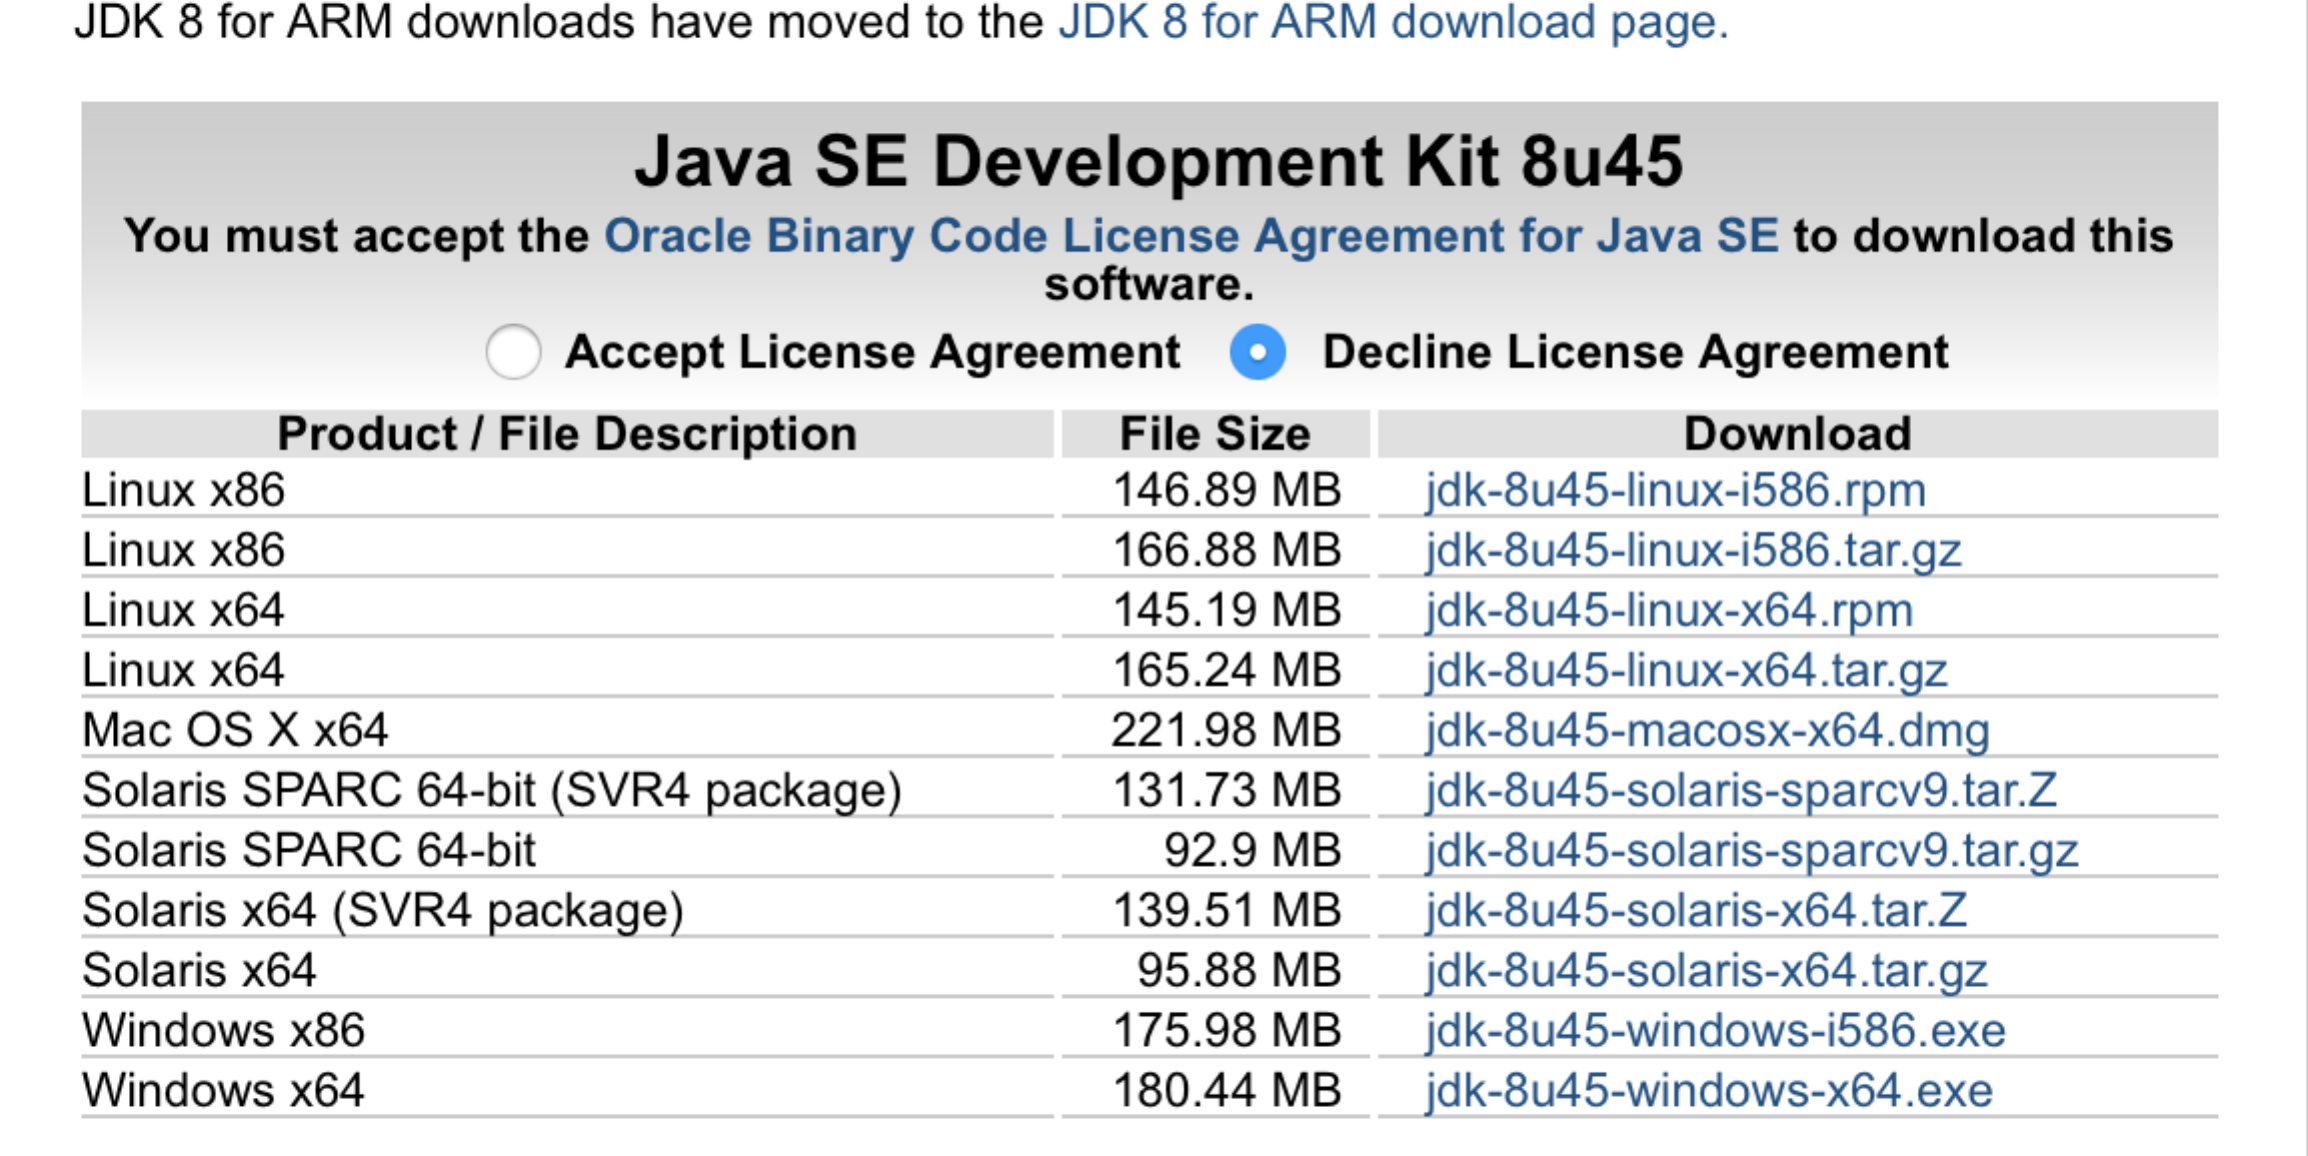 JDK 8 for ARM downloads have moved to the JDK 8 for ARM download page.
Java SE Development Kit 8u45
You must accept the Oracle Binary Code License Agreement for Java SE to download this
software.
Accept License Agreement Decline License Agreement
Product / File Description File Size Download
Linux x86 146.89 MB jdk-8u45-linux-i586.rpm
Linux x86 166.88 MB jdk-8u45-linux-i586.tar.gz
Linux x64 145.19 MB jdk-8u45-linux-x64.rpm
Linux x64 165.24 MB jdk-8u45-linux-x64.tar.gz
Mac OS X x64 221.98 MB jdk-8u45-macosx-x64.dmg
Solaris SPARC 64-bit (SVR4 package) 131.73 MB jdk-8u45-solaris-sparcv9.tar.Z
Solaris SPARC 64-bit 92.9 MB jdk-8u45-solaris-sparcv9.tar.gz
Solaris x64 (SVR4 package) 139.51 MB jdk-8u45-solaris-x64.tar.Z
Solaris x64 95.88 MB jdk-8u45-solaris-x64.tar.gz
Windows x86 175.98 MB jdk-8u45-windows-i586.exe
Windows x64 180.44 MB jdk-8u45-windows-x64.exe